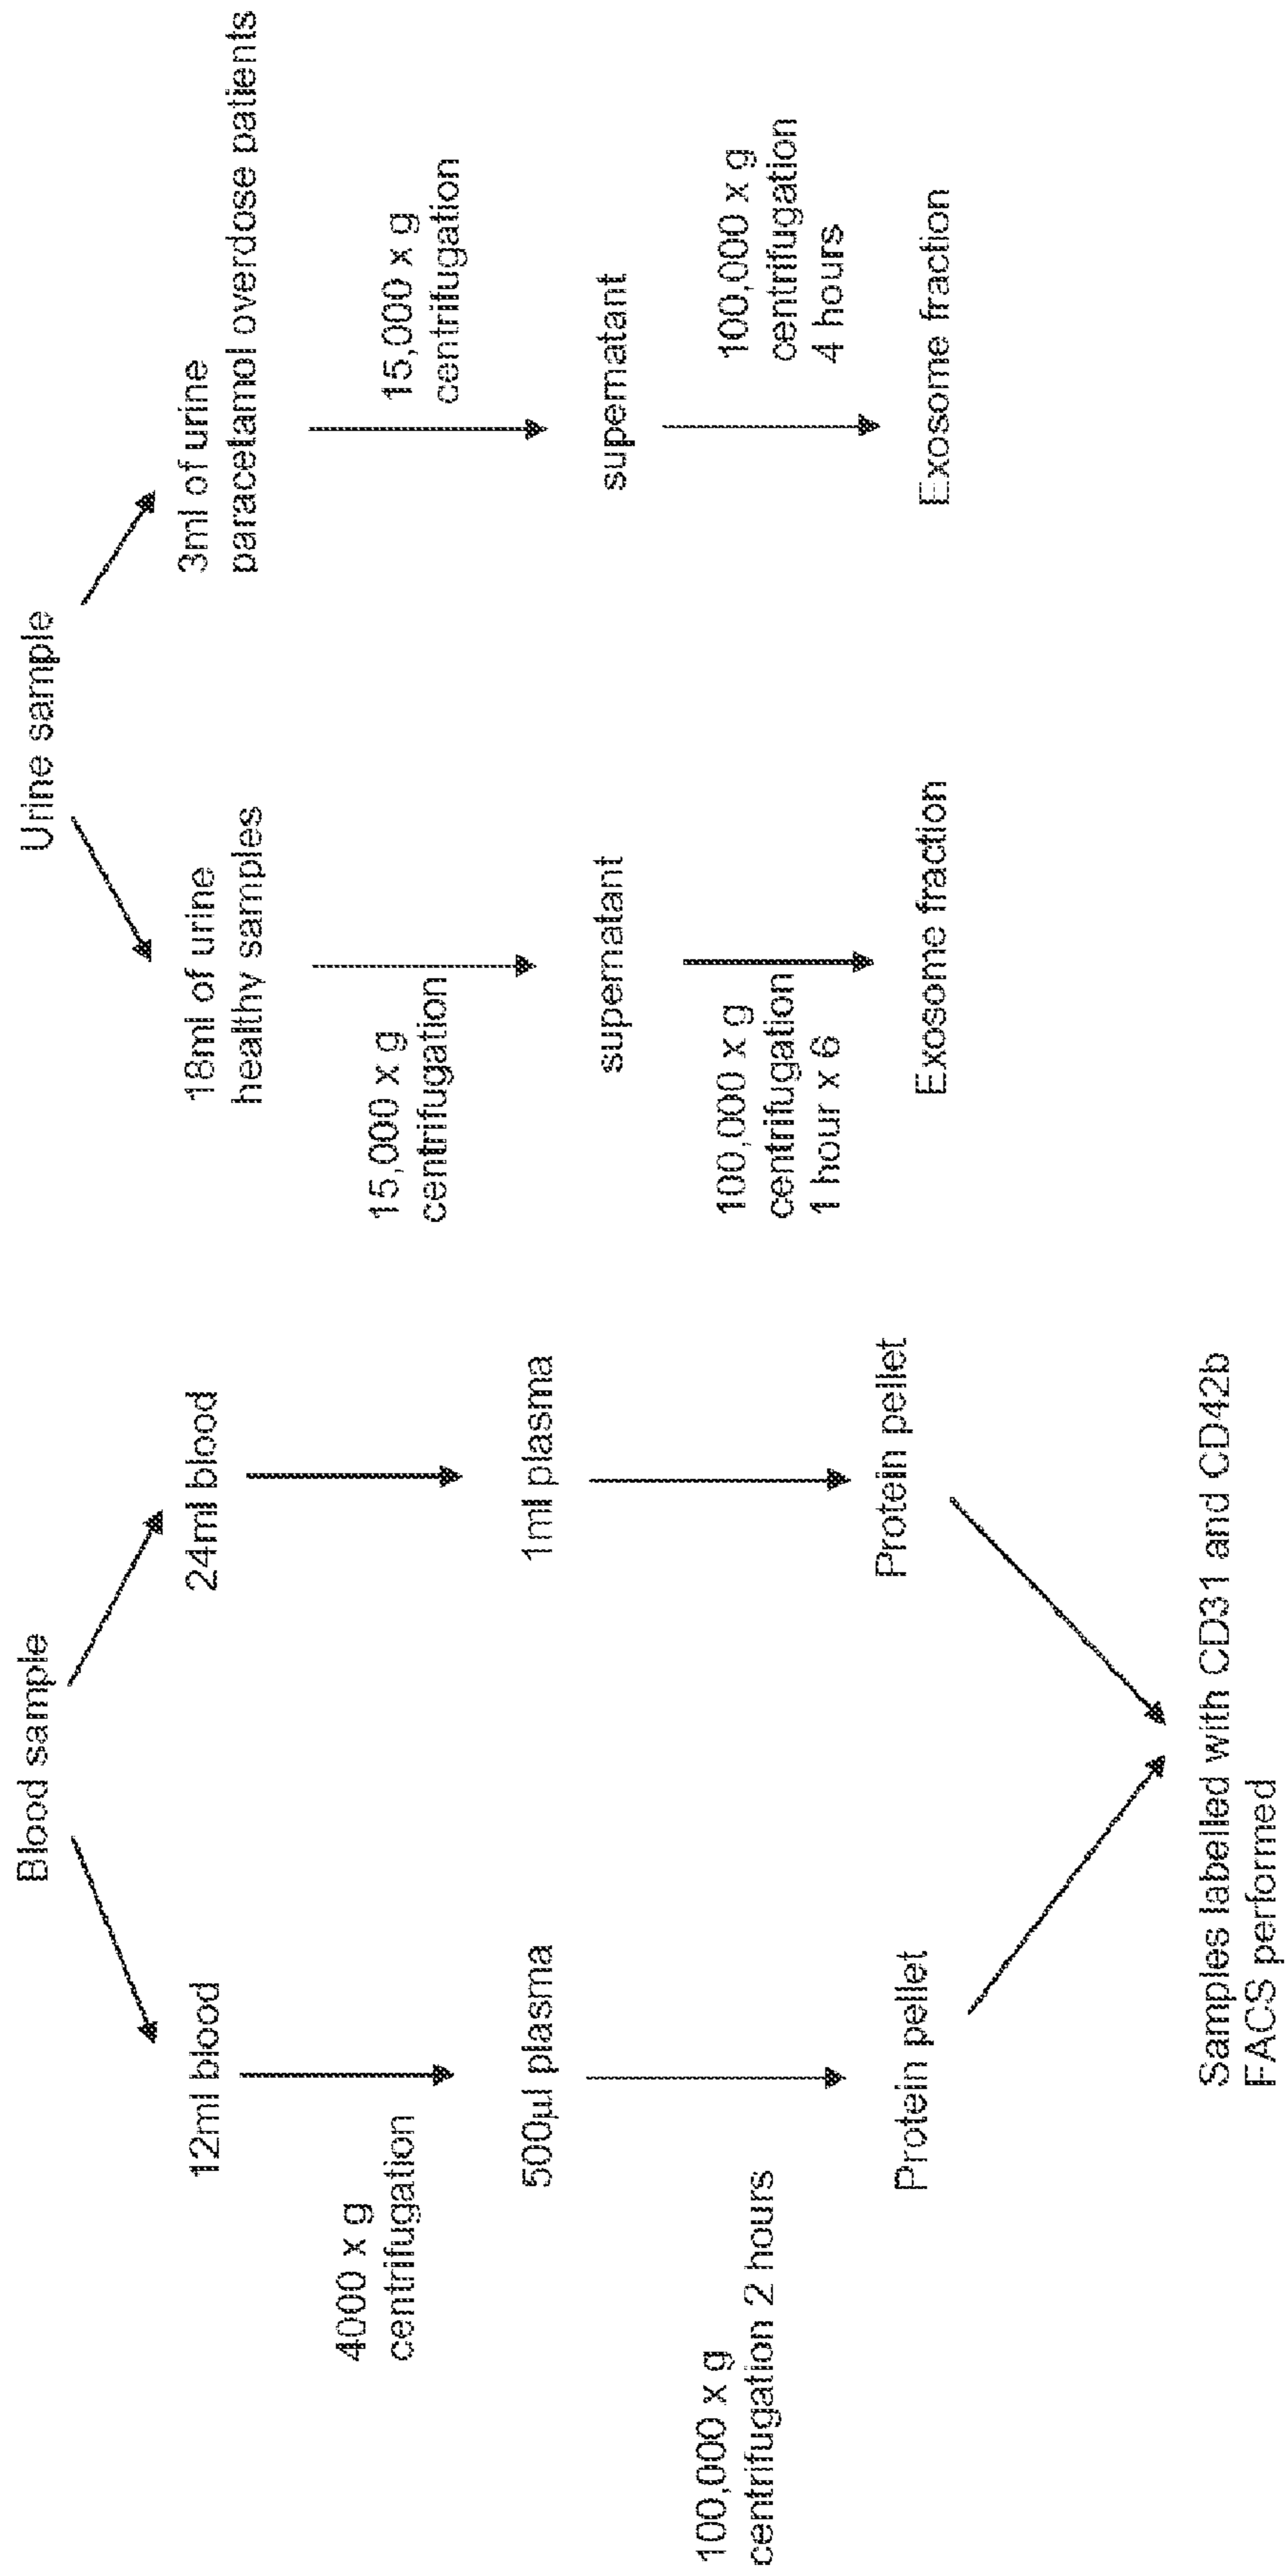 Blood sample
12ml blood
24ml blood
4000 x g
centrifugation
500µl plasma
1ml plasma
100,000 x g
centrifugation 2 hours
Protein pellet
Protein pellet
Samples labelled with CD31 and CD42b
FACS performed
Urine sample
18ml of urine
healthy samples
3ml of urine
paracetamol overdose patients
15,000 x g
centrifugation
15,000 x g
centrifugation
supernatant
supernatant
100,000 x g
centrifugation
1 hour x 6
100,000 x g
centrifugation
4 hours
Exosome fraction
Exosome fraction